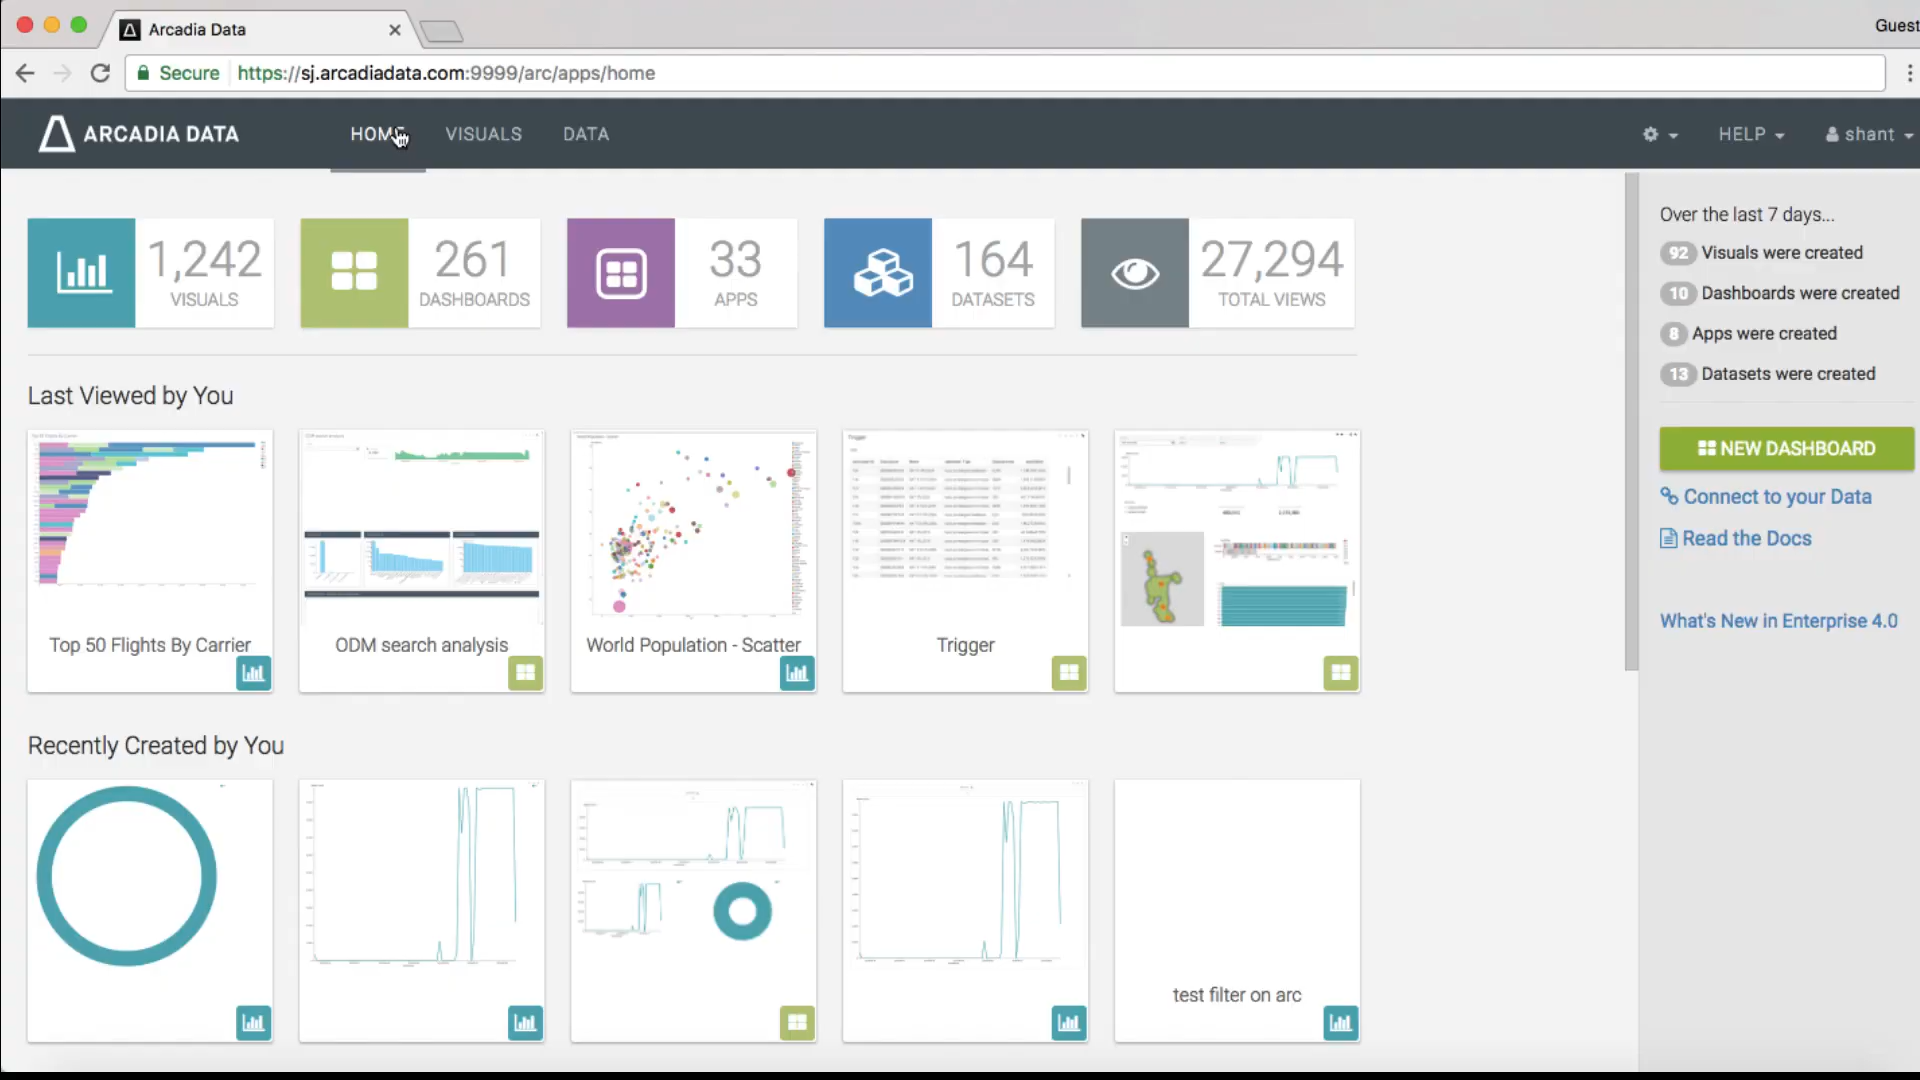 Arcadia Data
Guest
Secure
https://sj.arcadiadata.com:9999/arc/apps/home
ARCADIA DATA
HOME
VISUALS
DATA
HELP
shant
1,242
VISUALS
261
DASHBOARDS
33
APPS
164
DATASETS
27,294
TOTAL VIEWS
Over the last 7 days...
92 Visuals were created
10 Dashboards were created
8 Apps were created
13 Datasets were created
NEW DASHBOARD
Connect to your Data
Read the Docs
What's New in Enterprise 4.0
Last Viewed by You
Top 50 Flights By Carrier
ODM search analysis
World Population - Scatter
Trigger
Recently Created by You
test filter on arc